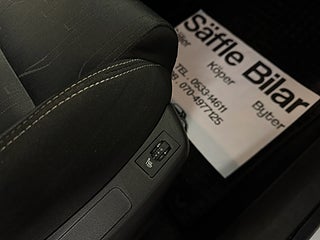 Säffle Bilar
Köper
Byter
TEL. 0533-14611
070-4977125